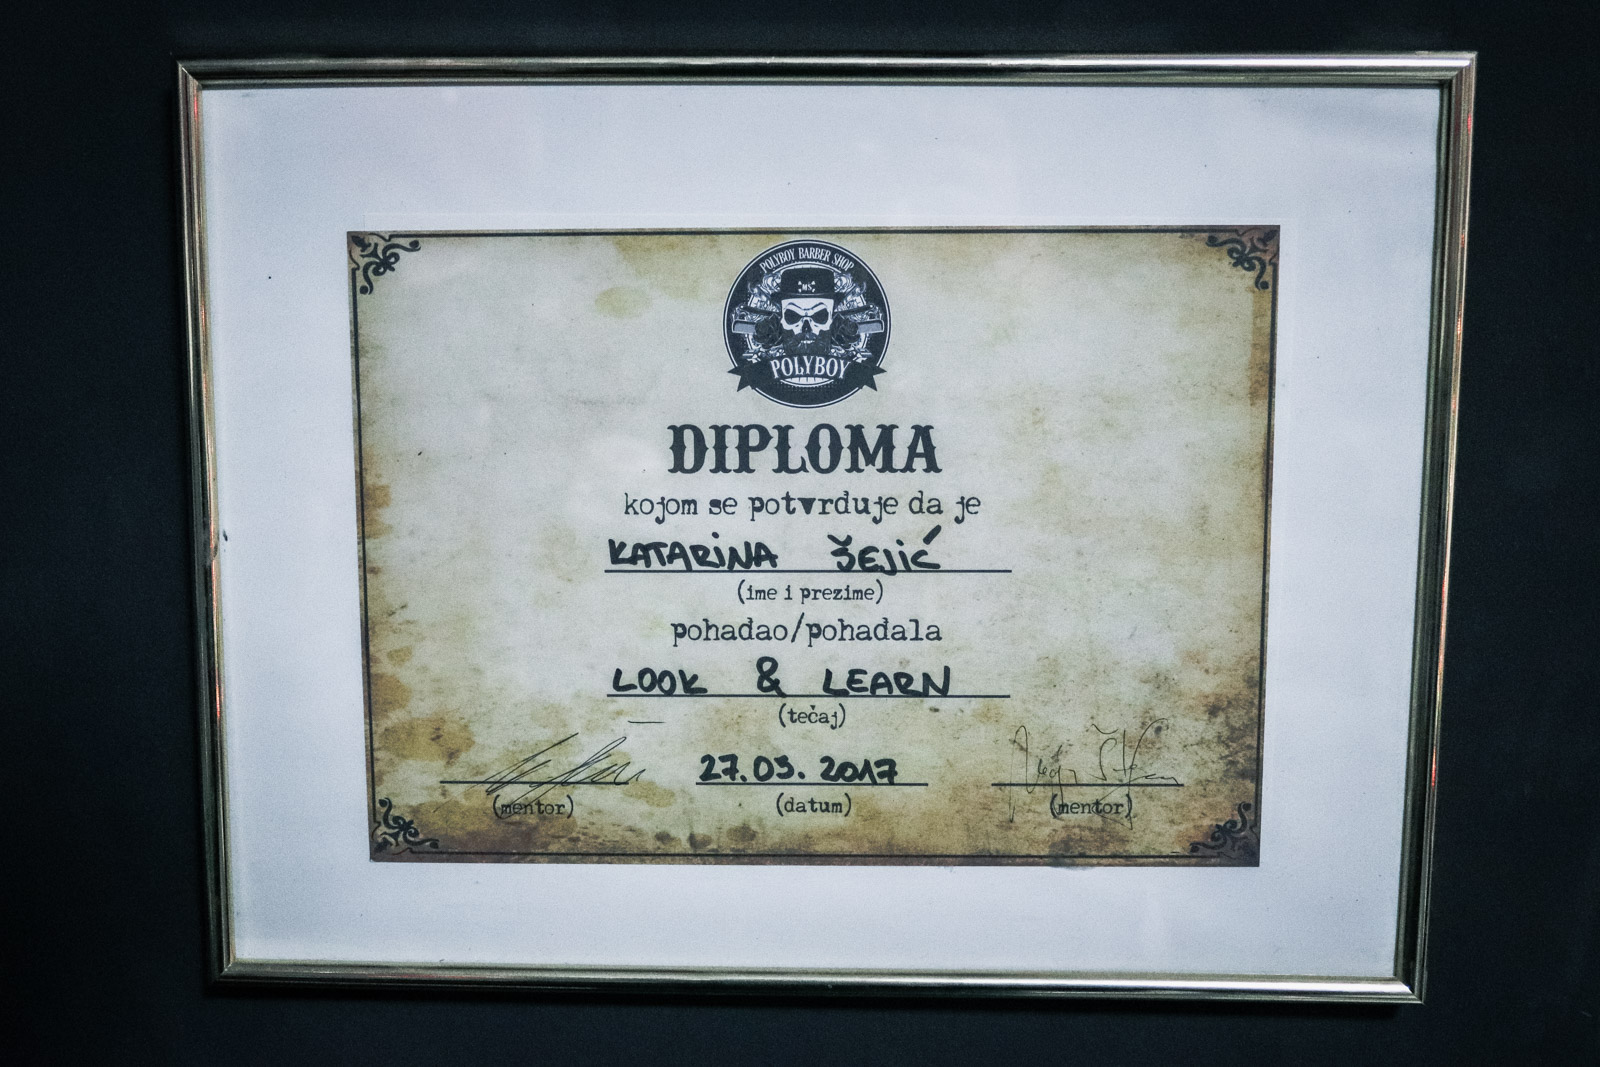 POLYBOY BARBER SHOP
MS
POLYBOY
DIPLOMA
kojom se potvrđuje da je
KATARINA ŠEJIĆ
(ime i prezime)
pohađao/pohađala
LOOK & LEARN
(tečaj)
27.03. 2017
(mentor) (datum) (mentor)